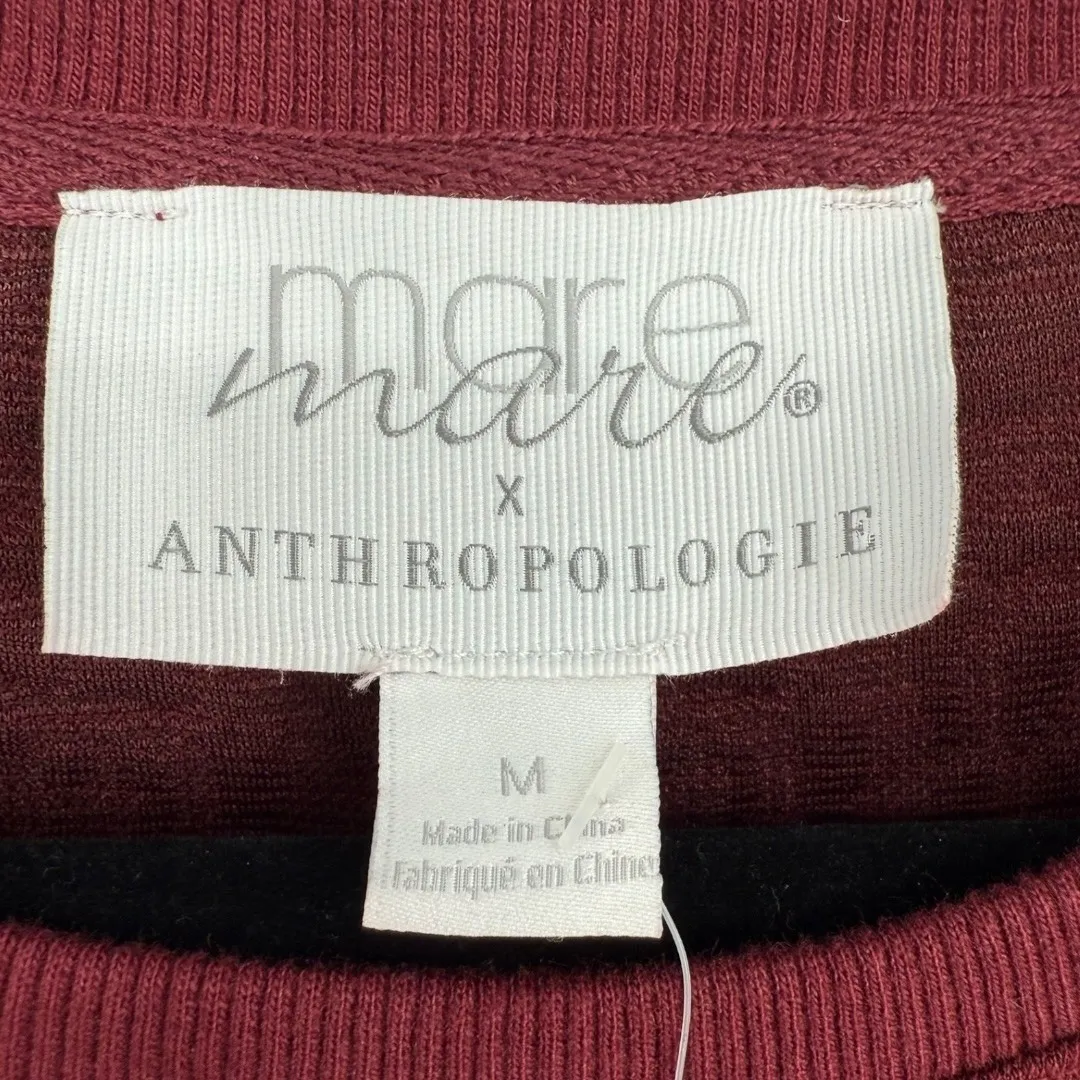 mare
mare®
X
ANTHROPOLOGIE
M
Made in China
Fabriqué en Chine